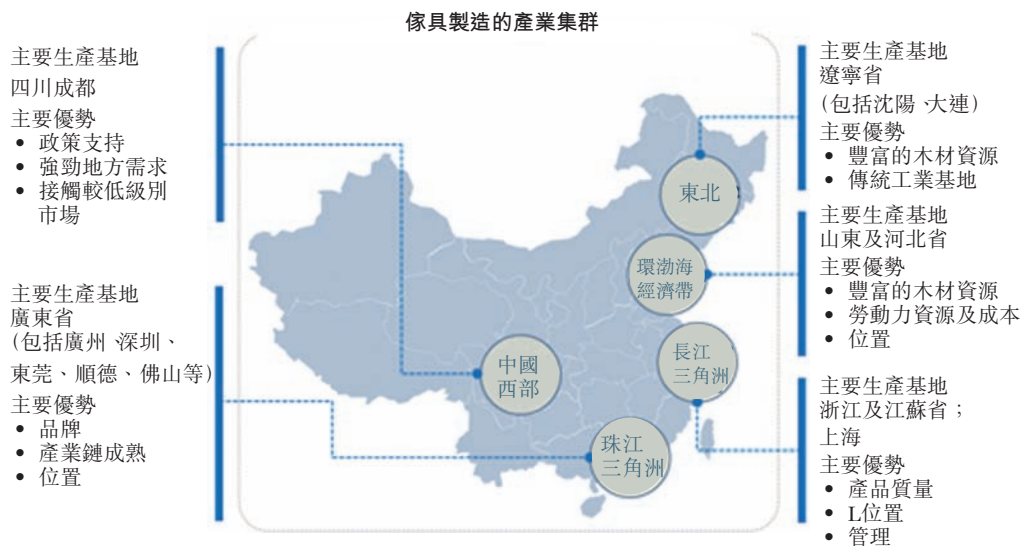 傢具製造的產業集群
主要生產基地
四川成都
主要優勢
• 政策支持
• 強勁地方需求
• 接觸較低級別
市場
主要生產基地
廣東省
(包括廣州、深圳、
東莞、順德、佛山等)
主要優勢
• 品牌
• 產業鏈成熟
• 位置
東北
環渤海
經濟帶
長江
三角洲
中國
西部
珠江
三角洲
主要生產基地
遼寧省
(包括沈陽、大連)
主要優勢
• 豐富的木材資源
• 傳統工業基地
主要生產基地
山東及河北省
主要優勢
• 豐富的木材資源
• 勞動力資源及成本
• 位置
主要生產基地
浙江及江蘇省；
上海
主要優勢
• 產品質量
• L位置
• 管理